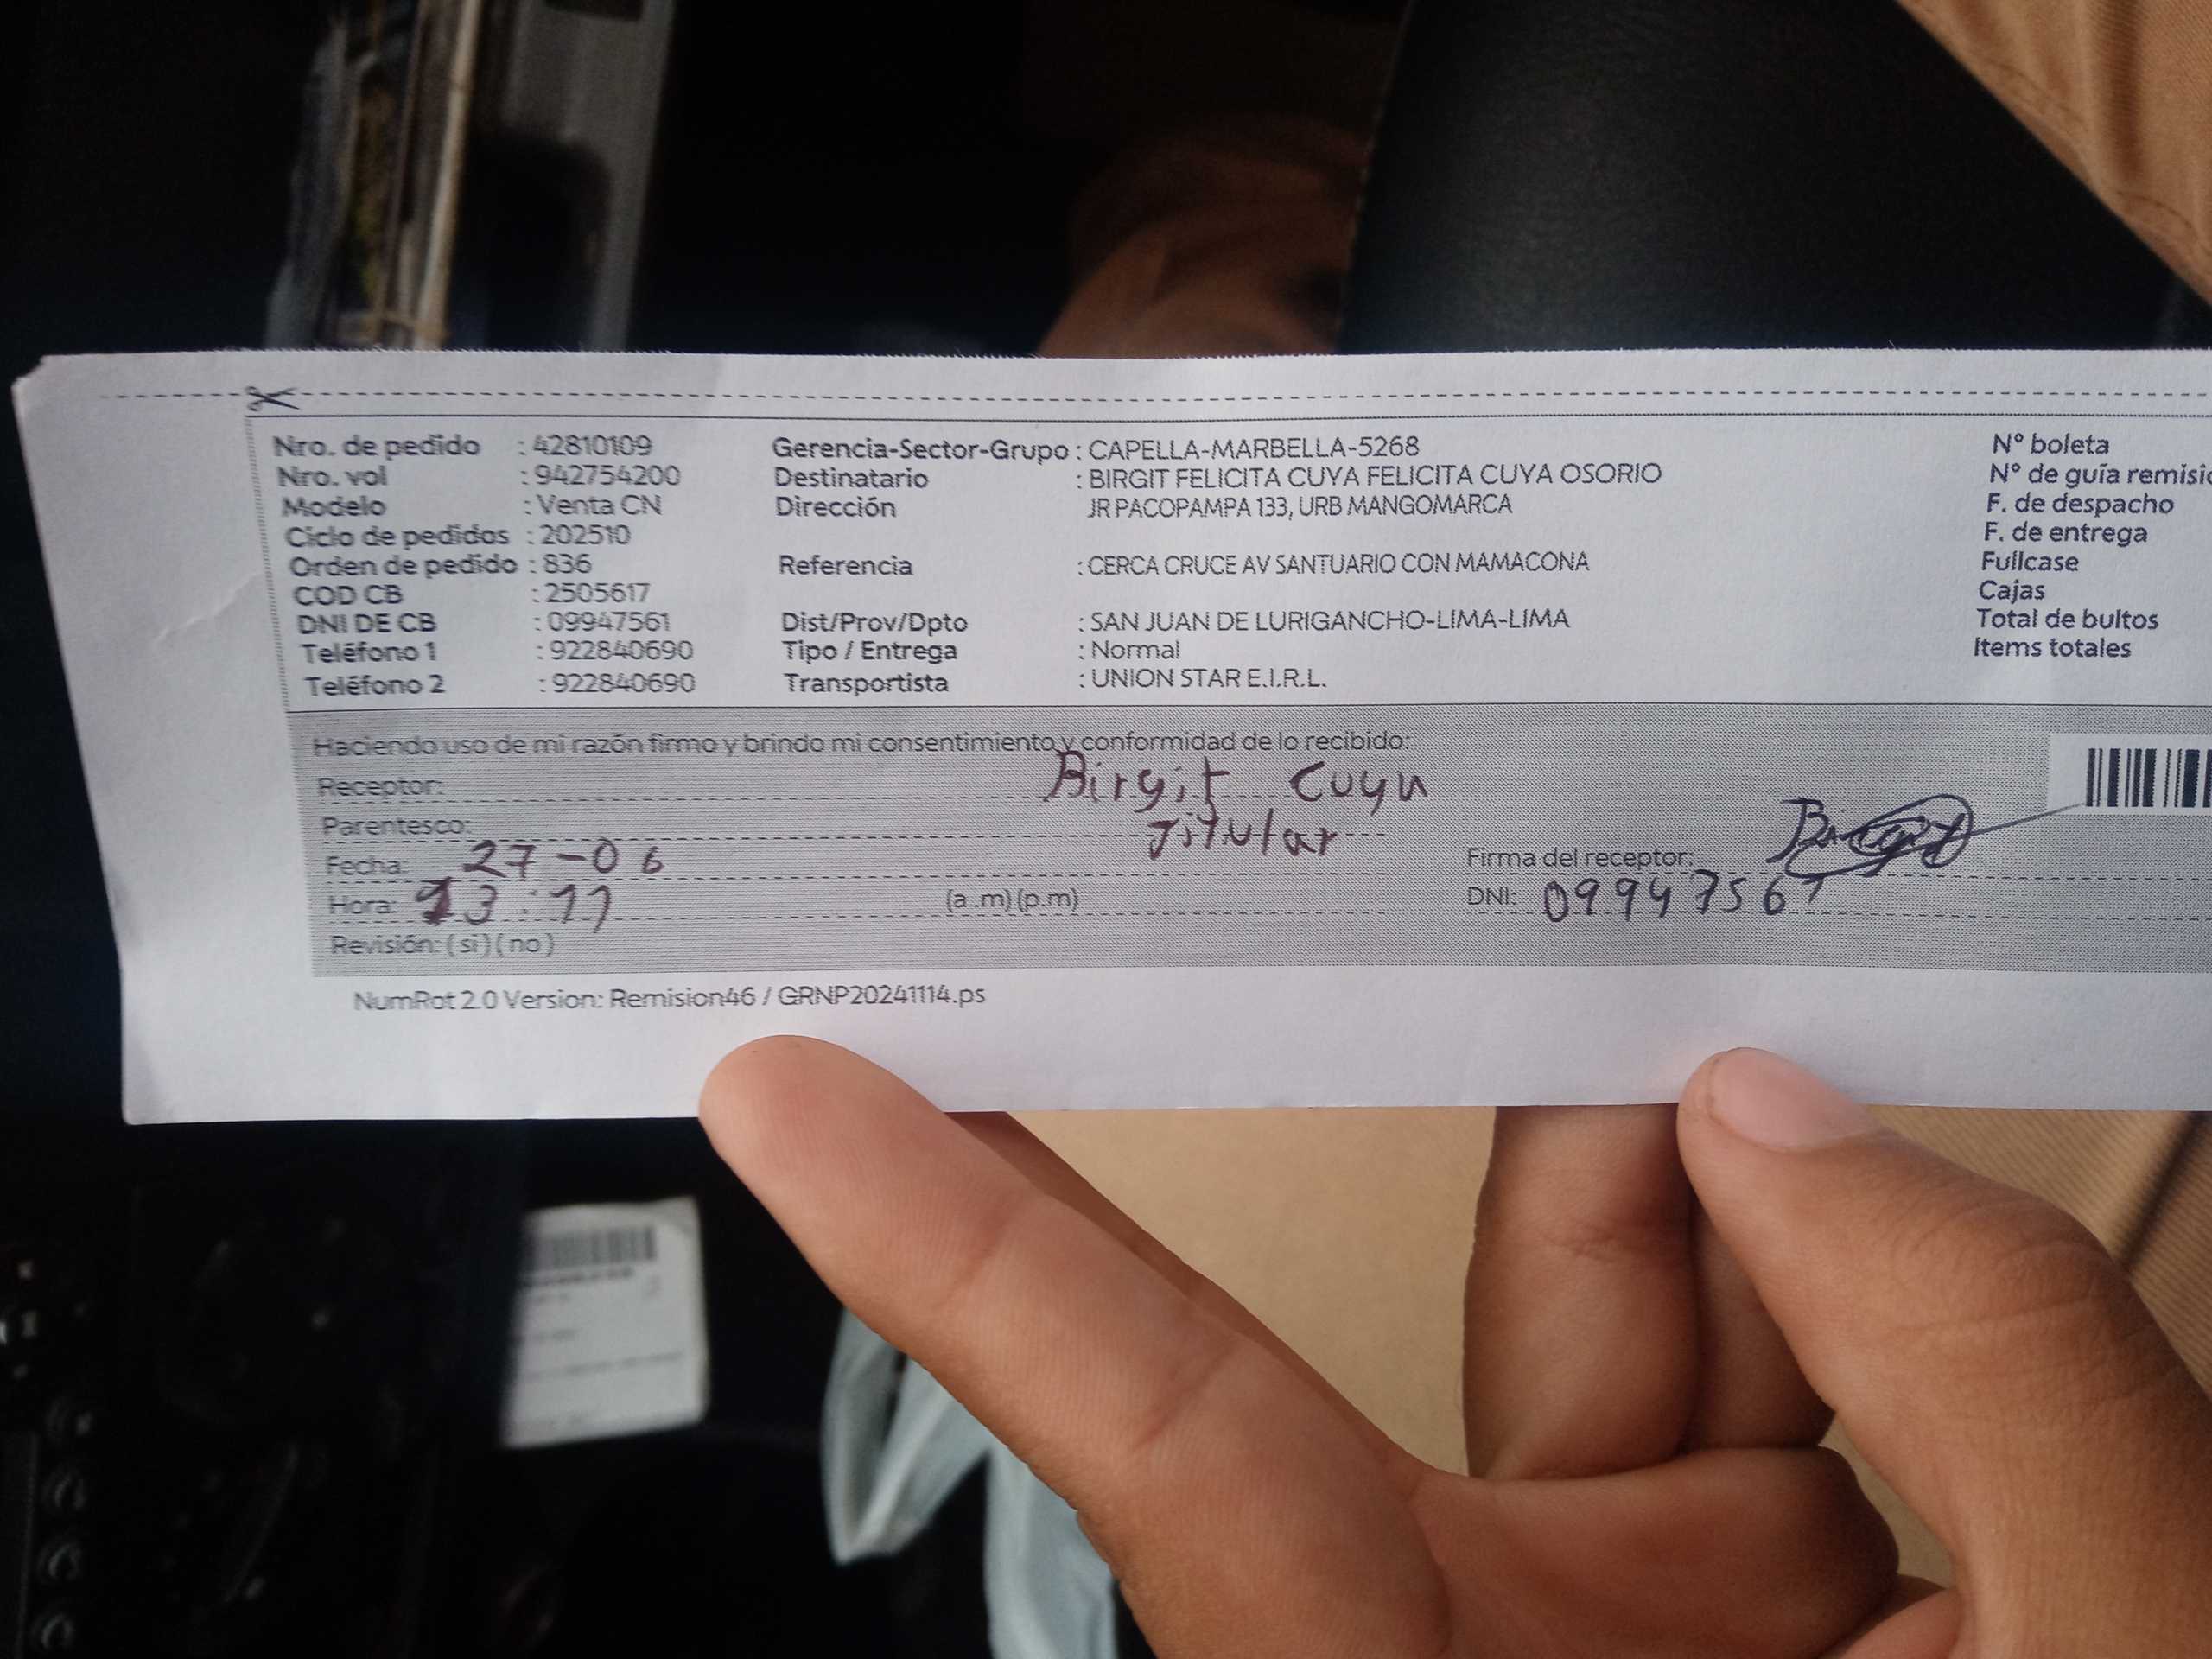 Nro. de pedido : 42810109
Nro. vol : 942754200
Modelo : Venta CN
Ciclo de pedidos : 202510
Orden de pedido : 836
COD CB : 2505617
DNI DE CB : 09947561
Teléfono 1 : 922840690
Teléfono 2 : 922840690
Gerencia-Sector-Grupo : CAPELLA-MARBELLA-5268
Destinatario : BIRGIT FELICITA CUYA FELICITA CUYA OSORIO
Dirección JR PACOPAMPA 133, URB MANGOMARCA
Referencia : CERCA CRUCE AV SANTUARIO CON MAMACONA
Dist/Prov/Dpto : SAN JUAN DE LURIGANCHO-LIMA-LIMA
Tipo / Entrega : Normal
Transportista : UNION STAR E.I.R.L.
N° boleta
N° de guía remisio
F. de despacho
F. de entrega
Fullcase
Cajas
Total de bultos
Items totales
Haciendo uso de mi razón firmo y brindo mi consentimiento y conformidad de lo recibido:
Receptor: Birgit Cuya
Parentesco: Titular
Fecha: 27-06
Hora: 13:11 (a .m) (p.m)
Revisión: (si) (no)
Firma del receptor: Birgit
DNI: 09947561
NumRot 2.0 Version: Remision46 / GRNP20241114.ps